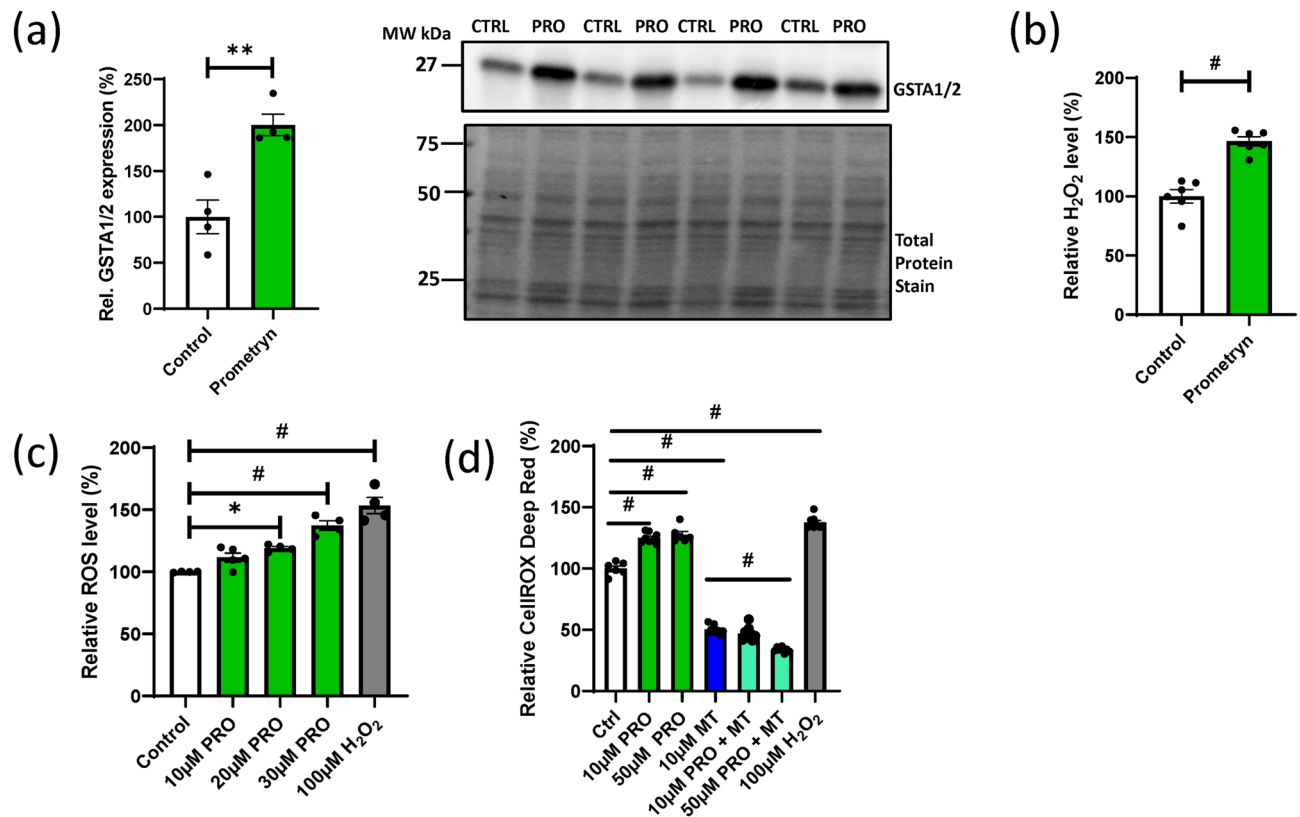 (a)
**
Rel. GSTA1/2 expression (%)
250
200
150
100
50
0
Control
Prometryn
MW kDa
CTRL PRO CTRL PRO CTRL PRO CTRL PRO
27
GSTA1/2
75
50
25
Total
Protein
Stain
(b)
#
Relative H₂O₂ level (%)
200
150
100
50
0
Control
Prometryn
(c)
#
#
*
Relative ROS level (%)
200
150
100
50
0
Control
10µM PRO
20µM PRO
30µM PRO
100µM H₂O₂
(d)
#
#
#
#
#
Relative CellROX Deep Red (%)
200
150
100
50
0
Ctrl
10µM PRO
50µM PRO
10µM MT
10µM PRO + MT
50µM PRO + MT
100µM H₂O₂